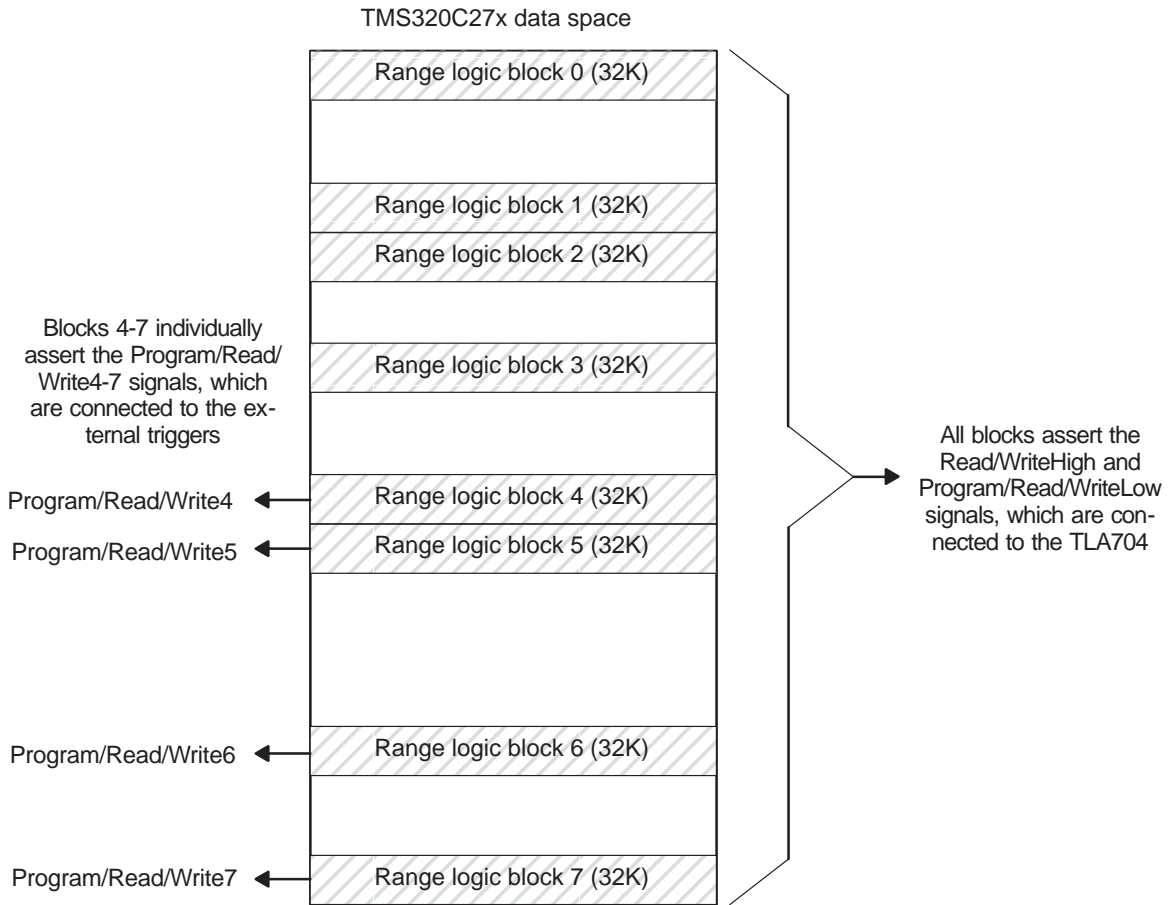 TMS320C27x data space
Range logic block 0 (32K)
Range logic block 1 (32K)
Range logic block 2 (32K)
Blocks 4-7 individually
assert the Program/Read/
Write4-7 signals, which
are connected to the ex-
ternal triggers
Range logic block 3 (32K)
All blocks assert the
Read/WriteHigh and
Program/Read/WriteLow
signals, which are con-
nected to the TLA704
Program/Read/Write4
Range logic block 4 (32K)
Program/Read/Write5
Range logic block 5 (32K)
Program/Read/Write6
Range logic block 6 (32K)
Program/Read/Write7
Range logic block 7 (32K)